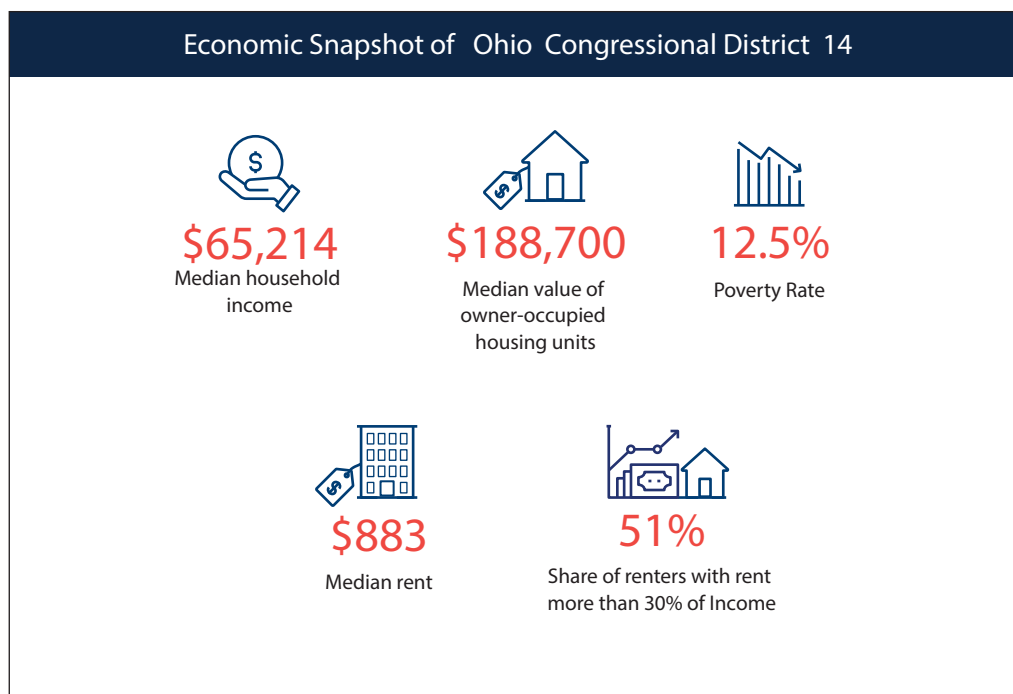 Economic Snapshot of Ohio Congressional District 14
$
$
$65,214
Median household
income
$188,700
Median value of
owner-occupied
housing units
12.5%
Poverty Rate
$
$883
Median rent
51%
Share of renters with rent
more than 30% of Income